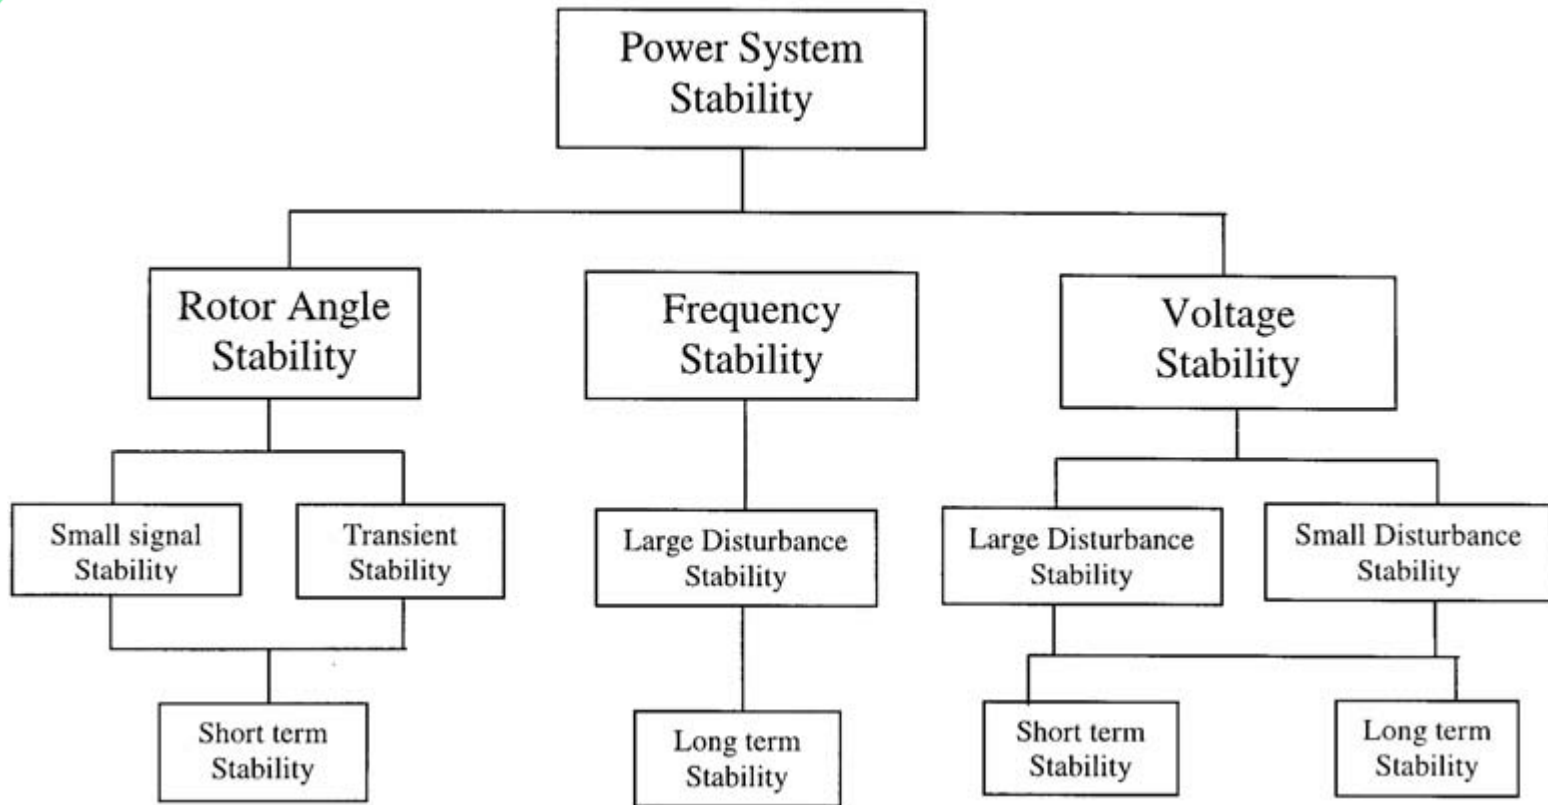 Power System
Stability
Rotor Angle
Stability
Frequency
Stability
Voltage
Stability
Small signal
Stability
Transient
Stability
Large Disturbance
Stability
Large Disturbance
Stability
Small Disturbance
Stability
Short term
Stability
Long term
Stability
Short term
Stability
Long term
Stability